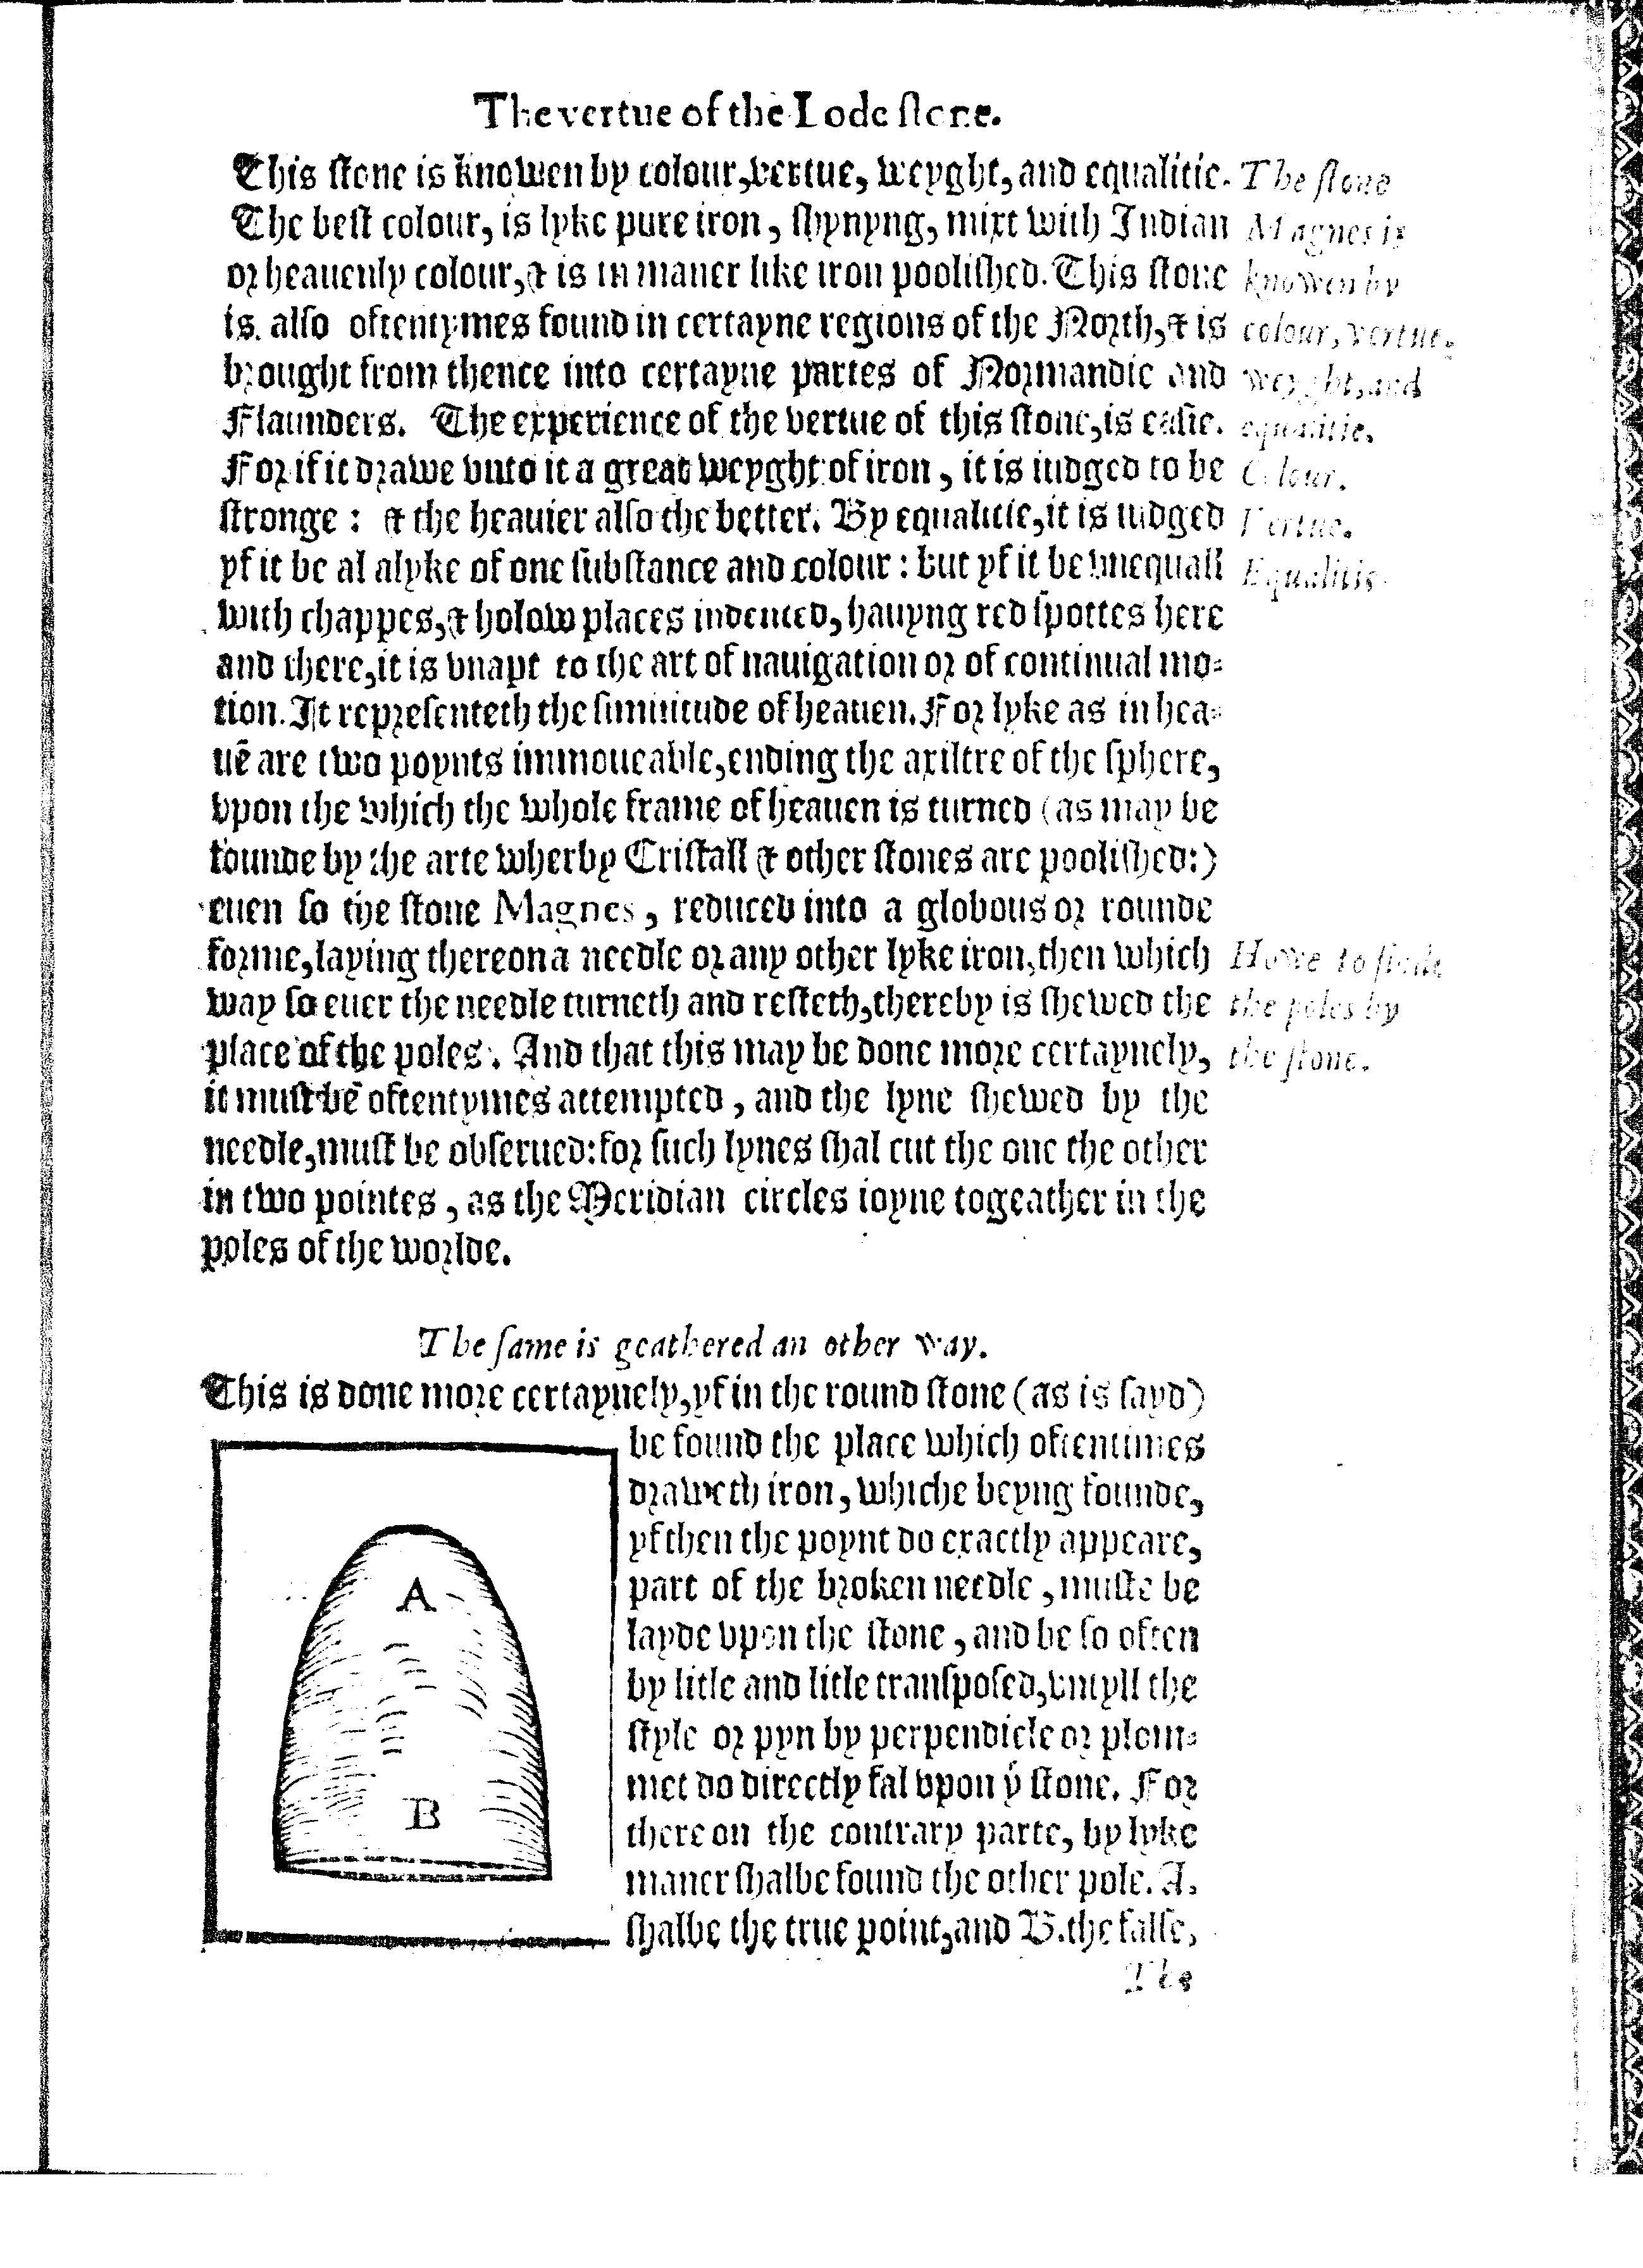 The vertue of the Lode stone.
This stone is knowen by colour, vertue, weyght, and equalitie.
The best colour, is lyke pure iron, shynyng, mixt with Indian
or heauenly colour, & is in maner like iron poolished. This stone
is also oftentymes found in certayne regions of the North, & is
brought from thence into certayne partes of Normandie and
Flaunders. The experience of the vertue of this stone, is easie.
For if it drawe vnto it a great weyght of iron, it is iudged to be
stronge: & the heauier also the better. By equalitie, it is iudged
yf it be al alyke of one substance and colour: but yf it be vnequall
with chappes, & holow places indented, hauyng red spottes here
and there, it is vnapt to the art of nauigation or of continual mo-
tion. It representeth the similitude of heauen. For lyke as in hea-
uē are two poynts immoueable, ending the axiltre of the sphere,
vpon the which the whole frame of heauen is turned (as may be
founde by the arte wherby Cristall & other stones are poolished:)
euen so the stone Magnes, reduced into a globous or rounde
forme, laying thereon a needle or any other lyke iron, then which
way so euer the needle turneth and resteth, thereby is shewed the
place of the poles. And that this may be done more certaynely,
it must be oftentymes attempted, and the lyne shewed by the
needle, must be obserued: for such lynes shal cut the one the other
in two pointes, as the Meridian circles ioyne togeather in the
poles of the worlde.
The stone
Magnes is
knowen by
colour, vertue,
weyght, and
equalitie.
Colour.
Vertue.
Equalitie
Howe to finde
the poles by
the stone.
The same is geathered an other way.
This is done more certaynely, yf in the round stone (as is sayd)
be found the place which oftentimes
draweth iron, whiche beyng founde,
yf then the poynt do exactly appeare,
part of the broken needle, muste be
layde vpon the stone, and be so often
by litle and litle transposed, vntyll the
style or pyn by perpendicle or plom-
met do directly fal vpon yͤ stone. For
there on the contrary parte, by lyke
maner shalbe found the other pole. A.
shalbe the true point, and B. the false,
A
B
The